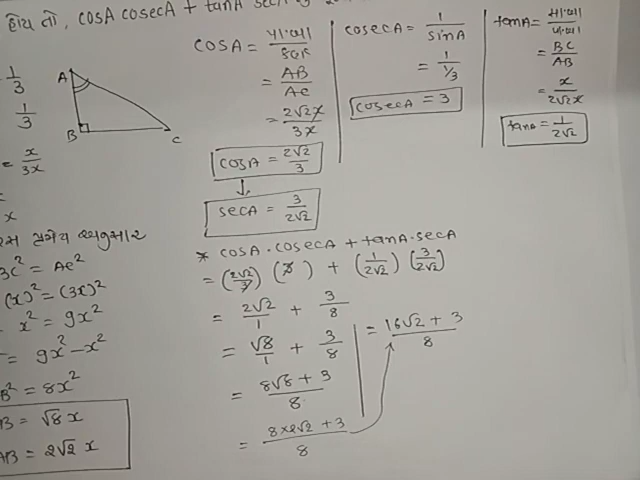 હોય તો, cosA cosecA + tanA secA
1/3
1/3
= x/3x
x
A
B
C
પ્રમેય અનુસાર
BC² = AC²
(x)² = (3x)²
x² = 9x²
= 9x² - x²
B² = 8x²
AB = √8 x
AB = 2√2 x
cosA = પા.બા/કર્ણ
= AB/AC
= 2√2x/3x
cosA = 2√2/3
↓
secA = 3/2√2
cosecA = 1/sinA
= 1/1/3
cosecA = 3
tanA = સા.બા/પા.બા
= BC/AB
= x/2√2x
tanA = 1/2√2
* cosA·cosecA + tanA·secA
= (2√2/3) (3) + (1/2√2) (3/2√2)
= 2√2/1 + 3/8
= √8/1 + 3/8
= 8√8 + 3/8
= 8×2√2 + 3/8
= 16√2 + 3/8